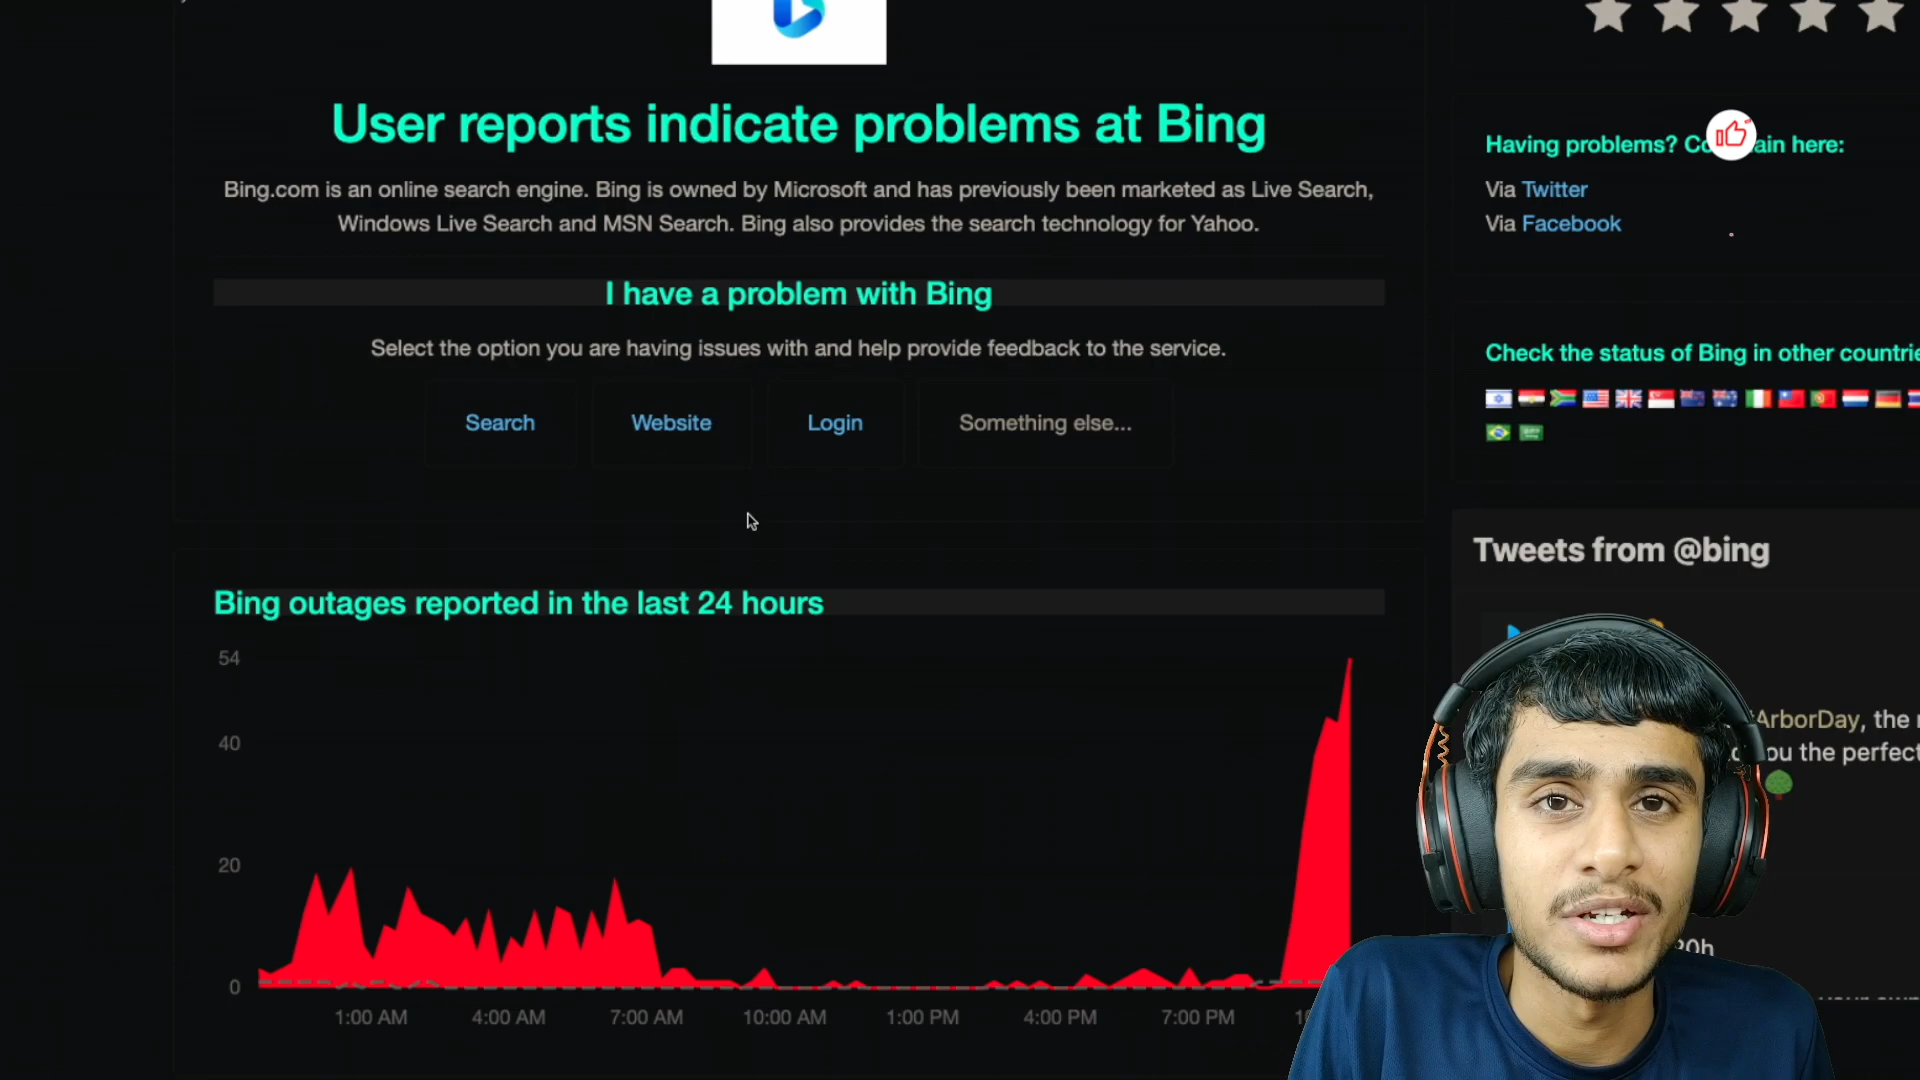 User reports indicate problems at Bing
Bing.com is an online search engine. Bing is owned by Microsoft and has previously been marketed as Live Search,
Windows Live Search and MSN Search. Bing also provides the search technology for Yahoo.
I have a problem with Bing
Select the option you are having issues with and help provide feedback to the service.
Search
Website
Login
Something else...
Bing outages reported in the last 24 hours
54
40
20
0
1:00 AM
4:00 AM
7:00 AM
10:00 AM
1:00 PM
4:00 PM
7:00 PM
Having problems? Co ain here:
Via Twitter
Via Facebook
Check the status of Bing in other countrie
Tweets from @bing
ArborDay, the
ou the perfect